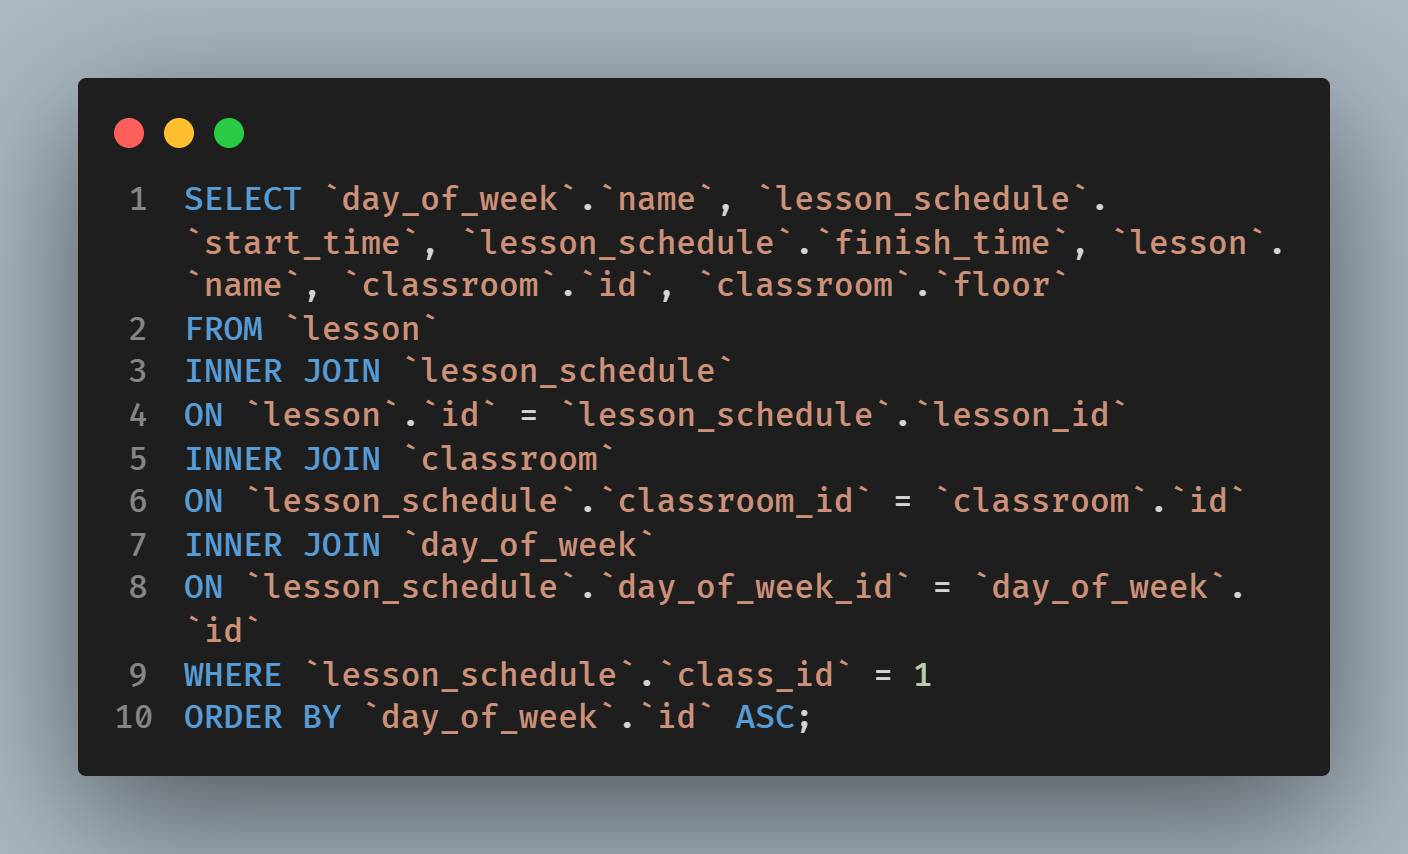 1 SELECT `day_of_week`.`name`, `lesson_schedule`.
`start_time`, `lesson_schedule`.`finish_time`, `lesson`.
`name`, `classroom`.`id`, `classroom`.`floor`
2 FROM `lesson`
3 INNER JOIN `lesson_schedule`
4 ON `lesson`.`id` = `lesson_schedule`.`lesson_id`
5 INNER JOIN `classroom`
6 ON `lesson_schedule`.`classroom_id` = `classroom`.`id`
7 INNER JOIN `day_of_week`
8 ON `lesson_schedule`.`day_of_week_id` = `day_of_week`.
`id`
9 WHERE `lesson_schedule`.`class_id` = 1
10 ORDER BY `day_of_week`.`id` ASC;